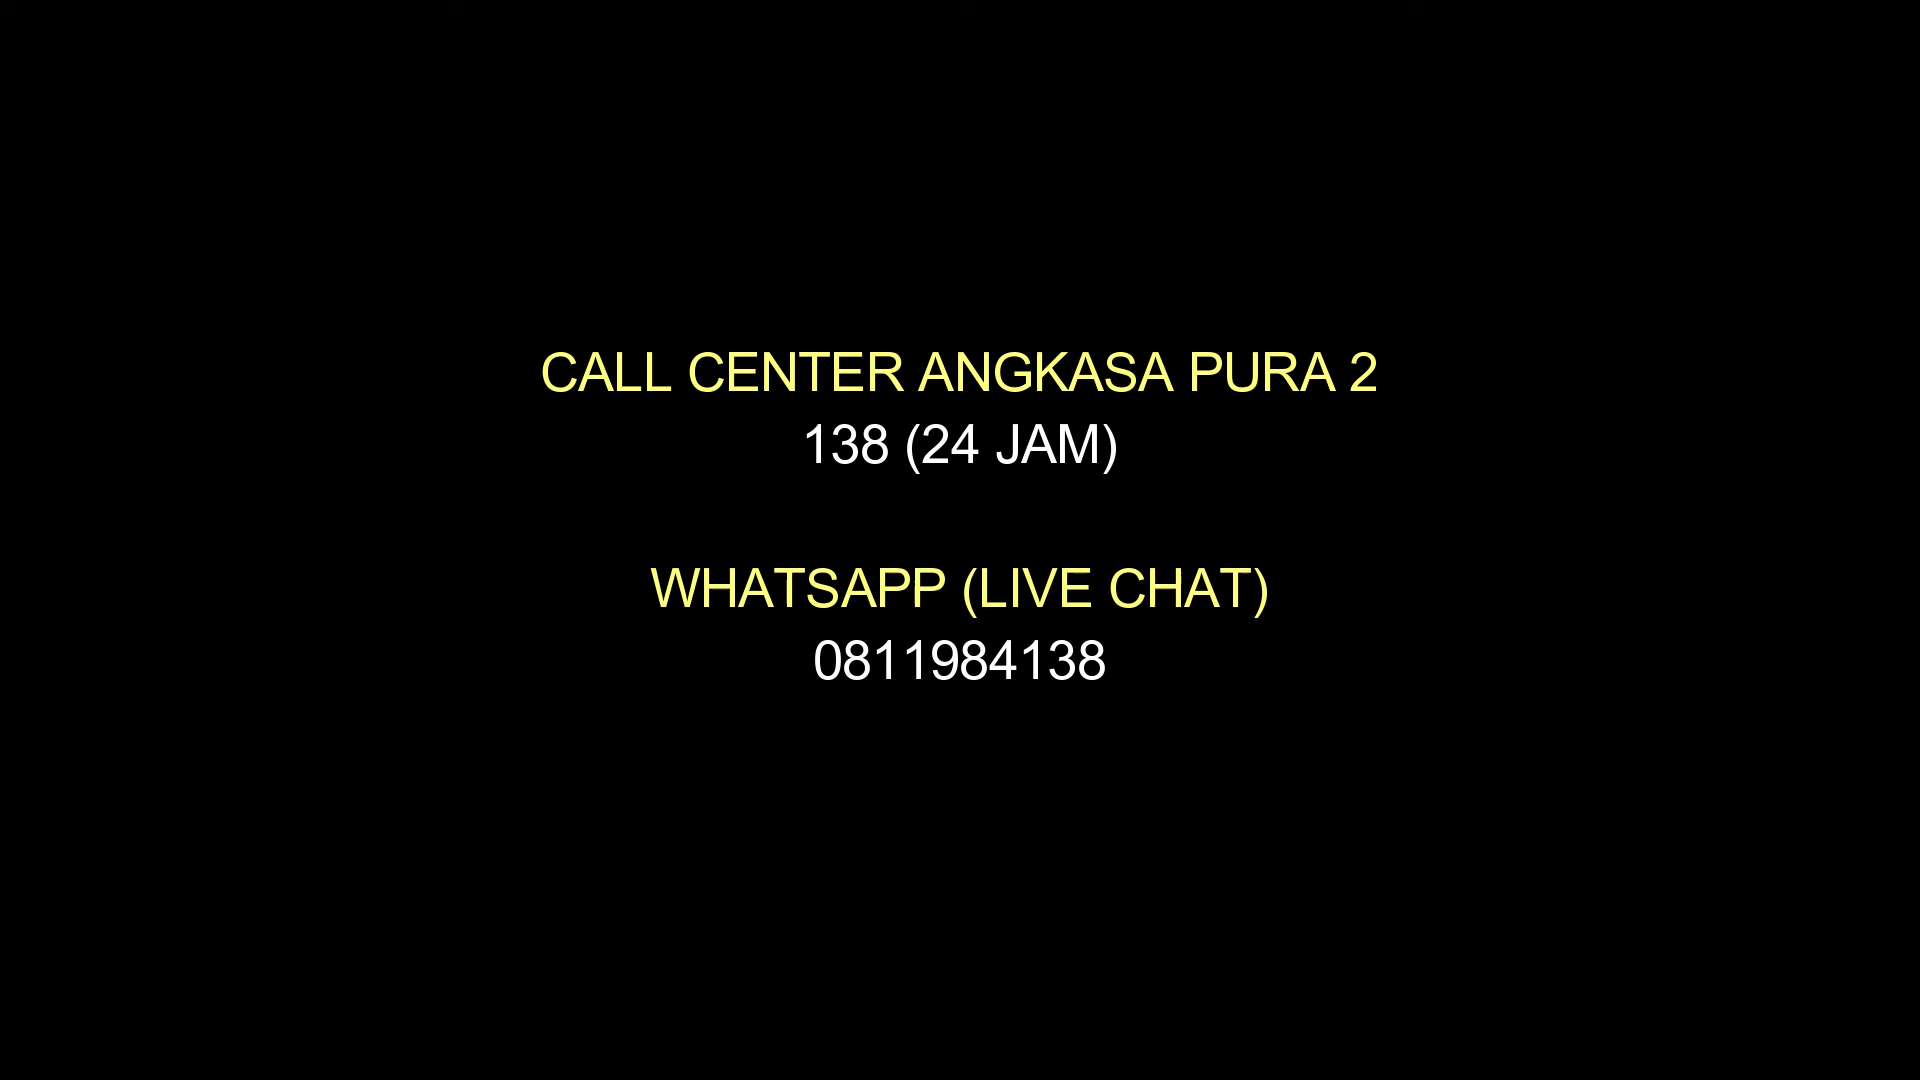 CALL CENTER ANGKASA PURA 2
138 (24 JAM)
WHATSAPP (LIVE CHAT)
0811984138